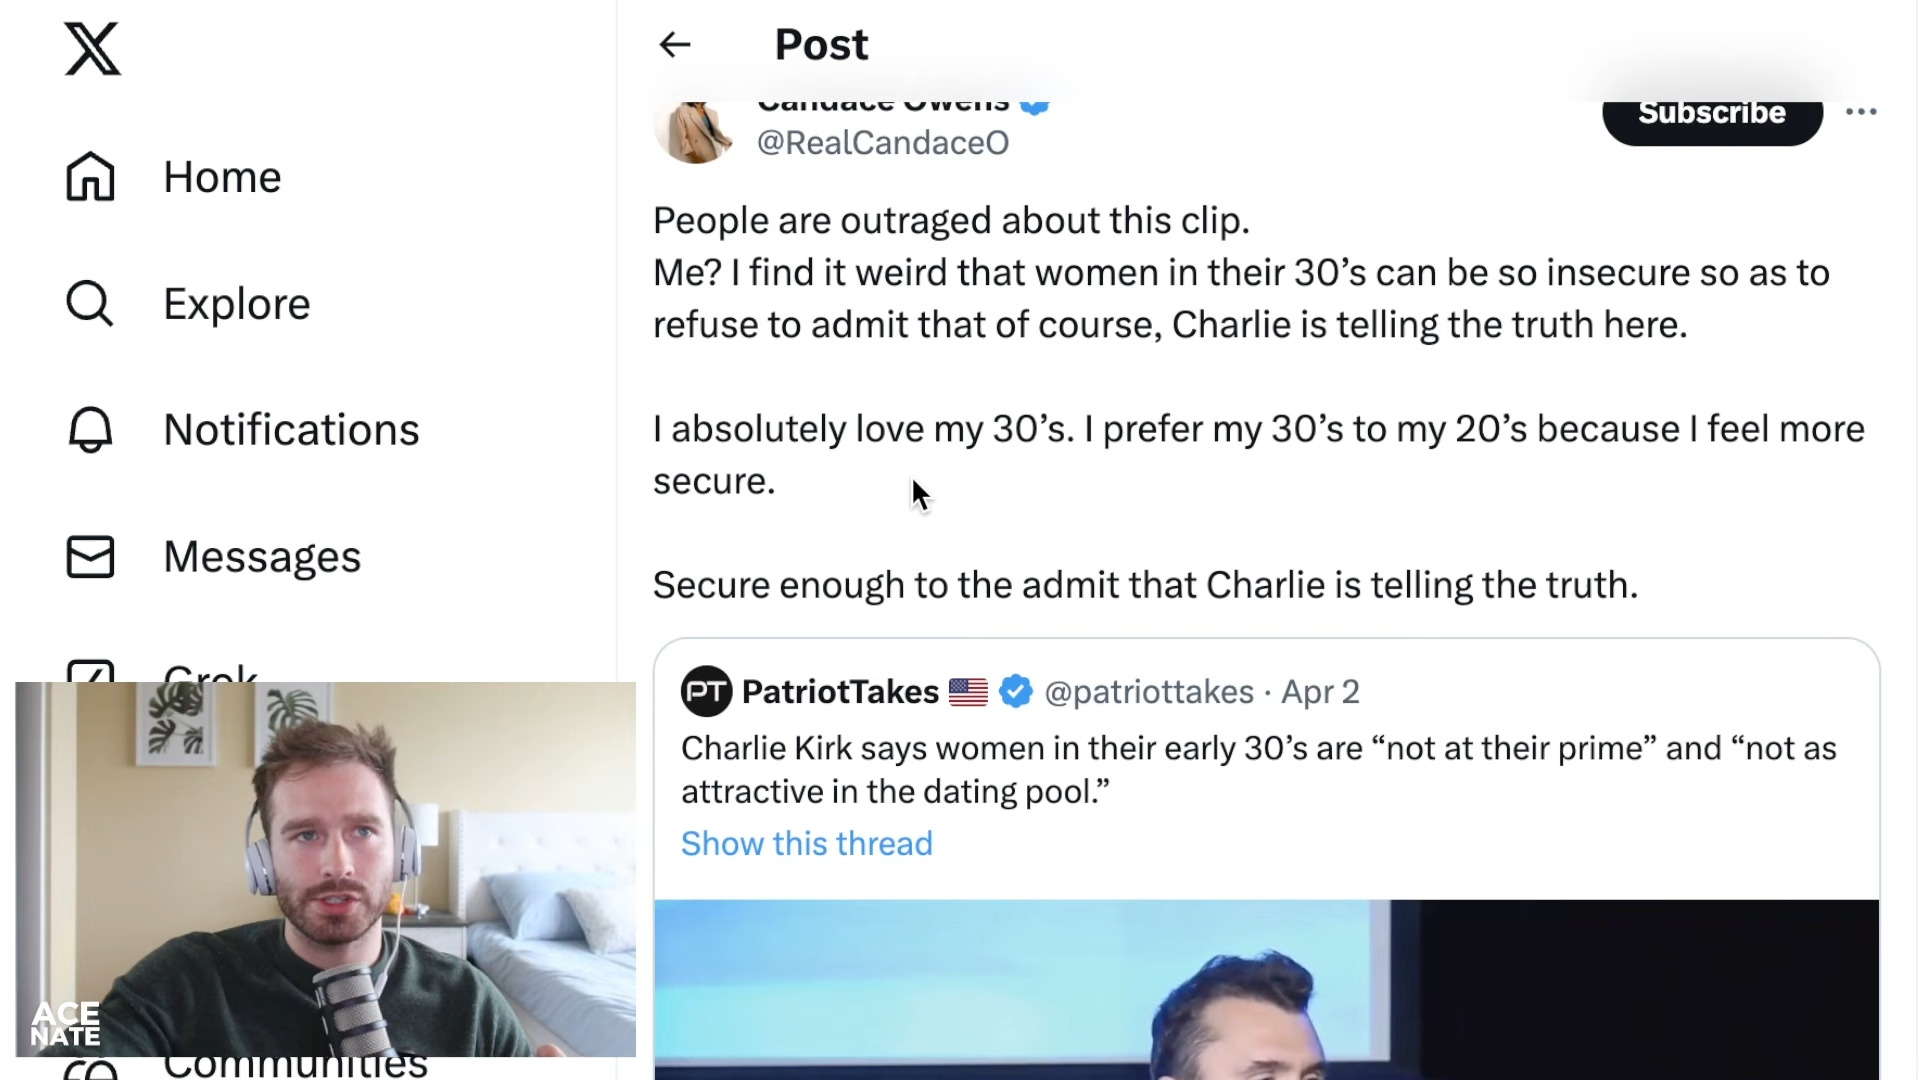 Post
Candace Owens
@RealCandaceO
Subscribe
Home
Explore
Notifications
Messages
Grok
Communities
People are outraged about this clip.
Me? I find it weird that women in their 30’s can be so insecure so as to
refuse to admit that of course, Charlie is telling the truth here.
I absolutely love my 30’s. I prefer my 30’s to my 20’s because I feel more
secure.
Secure enough to the admit that Charlie is telling the truth.
PT PatriotTakes @patriottakes · Apr 2
Charlie Kirk says women in their early 30’s are “not at their prime” and “not as
attractive in the dating pool.”
Show this thread
ACE
NATE